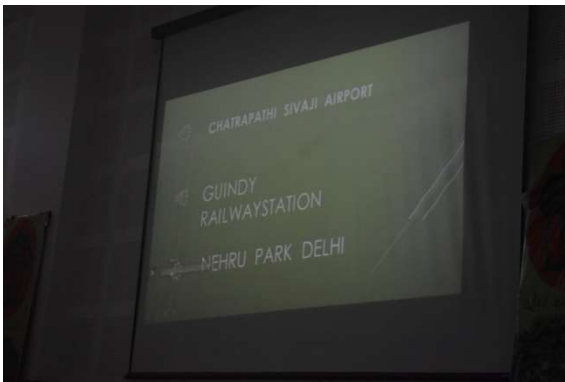 CHATRAPATHI SIVAJI AIRPORT
GUINDY
RAILWAYSTATION
NEHRU PARK DELHI